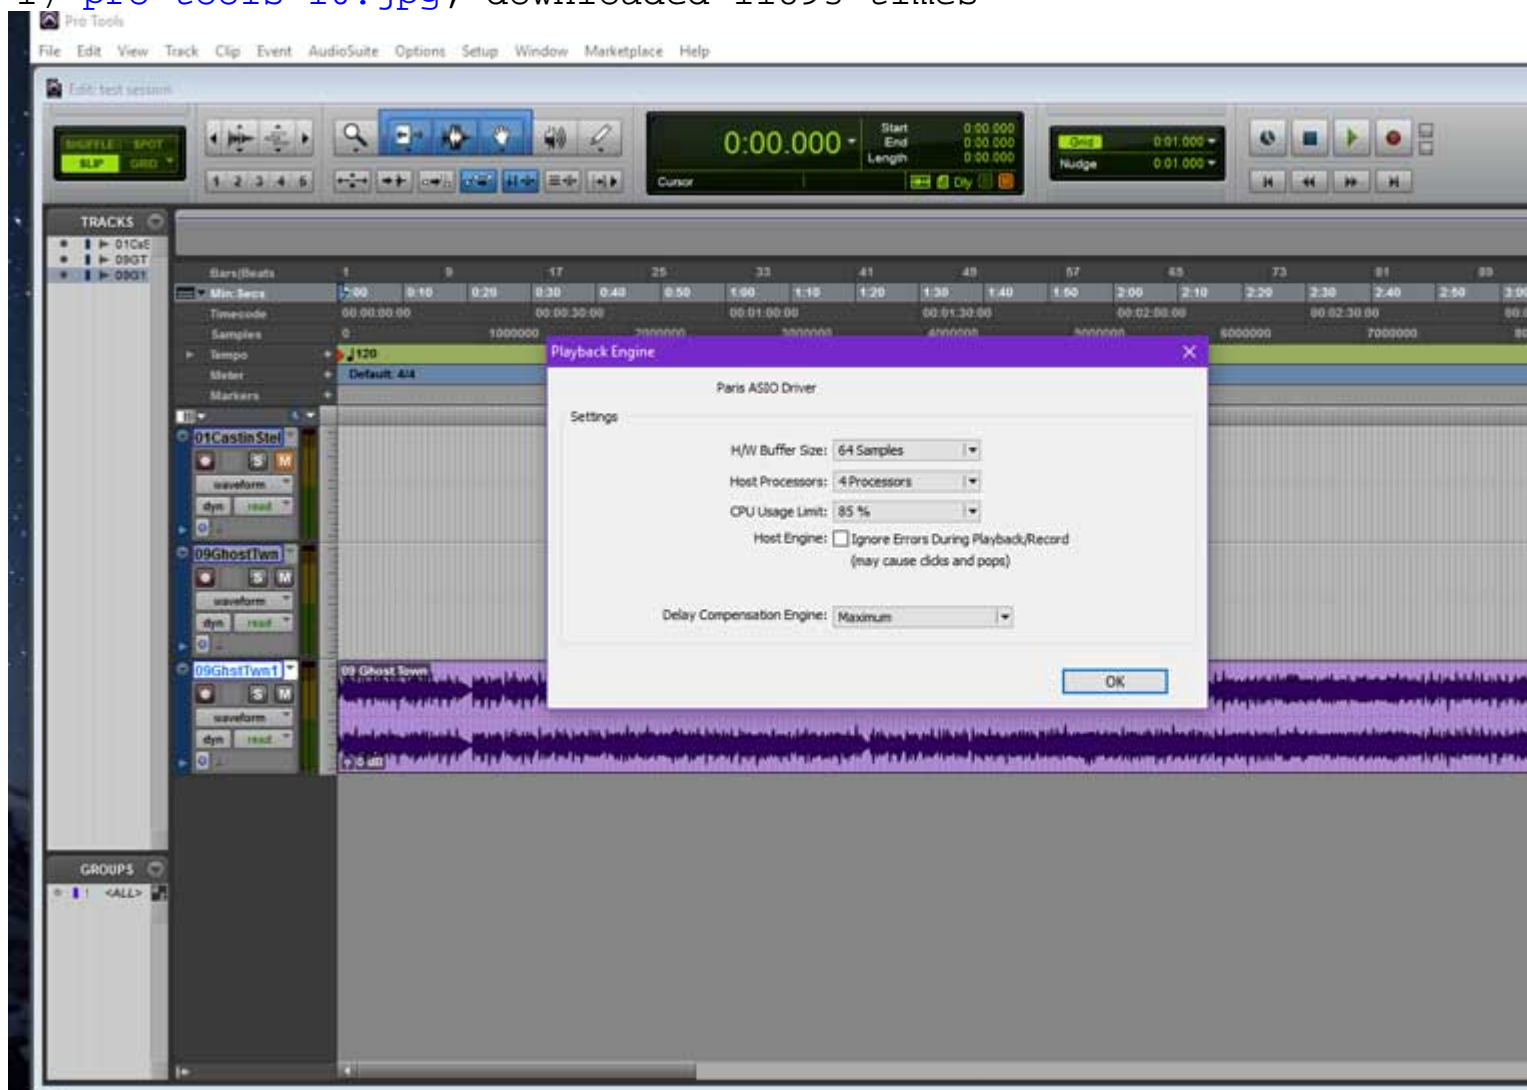 Pro Tools
File Edit View Track Clip Event AudioSuite Options Setup Window Marketplace Help
Edit: test session
SHUFFLE SPOT
SLIP GRID
1 2 3 4 5
0:00.000
Start 0:00.000
End 0:00.000
Length 0:00.000
Cursor
Dly
Grid 0:01.000
Nudge 0:01.000
TRACKS
01CsS
09GT
09G1
Bars|Beats 1 9 17 25 33 41 49 57 65 73 81 89
Min:Secs 0:00 0:10 0:20 0:30 0:40 0:50 1:00 1:10 1:20 1:30 1:40 1:50 2:00 2:10 2:20 2:30 2:40 2:50 3:00
Timecode 00:00:00:00 00:00:30:00 00:01:00:00 00:01:30:00 00:02:00:00 00:02:30:00
Samples 0 1000000 2000000 3000000 4000000 5000000 6000000 7000000
Tempo 120
Meter Default: 4/4
Markers
Playback Engine
Paris ASIO Driver
Settings
H/W Buffer Size: 64 Samples
Host Processors: 4 Processors
CPU Usage Limit: 85 %
Host Engine: Ignore Errors During Playback/Record
(may cause clicks and pops)
Delay Compensation Engine: Maximum
OK
01CastinStel
S M
waveform
dyn read
09GhostTwn
S M
waveform
dyn read
09GhstTwn1
S M
waveform
dyn read
09 Ghost Town
0 dB
GROUPS
! <ALL>